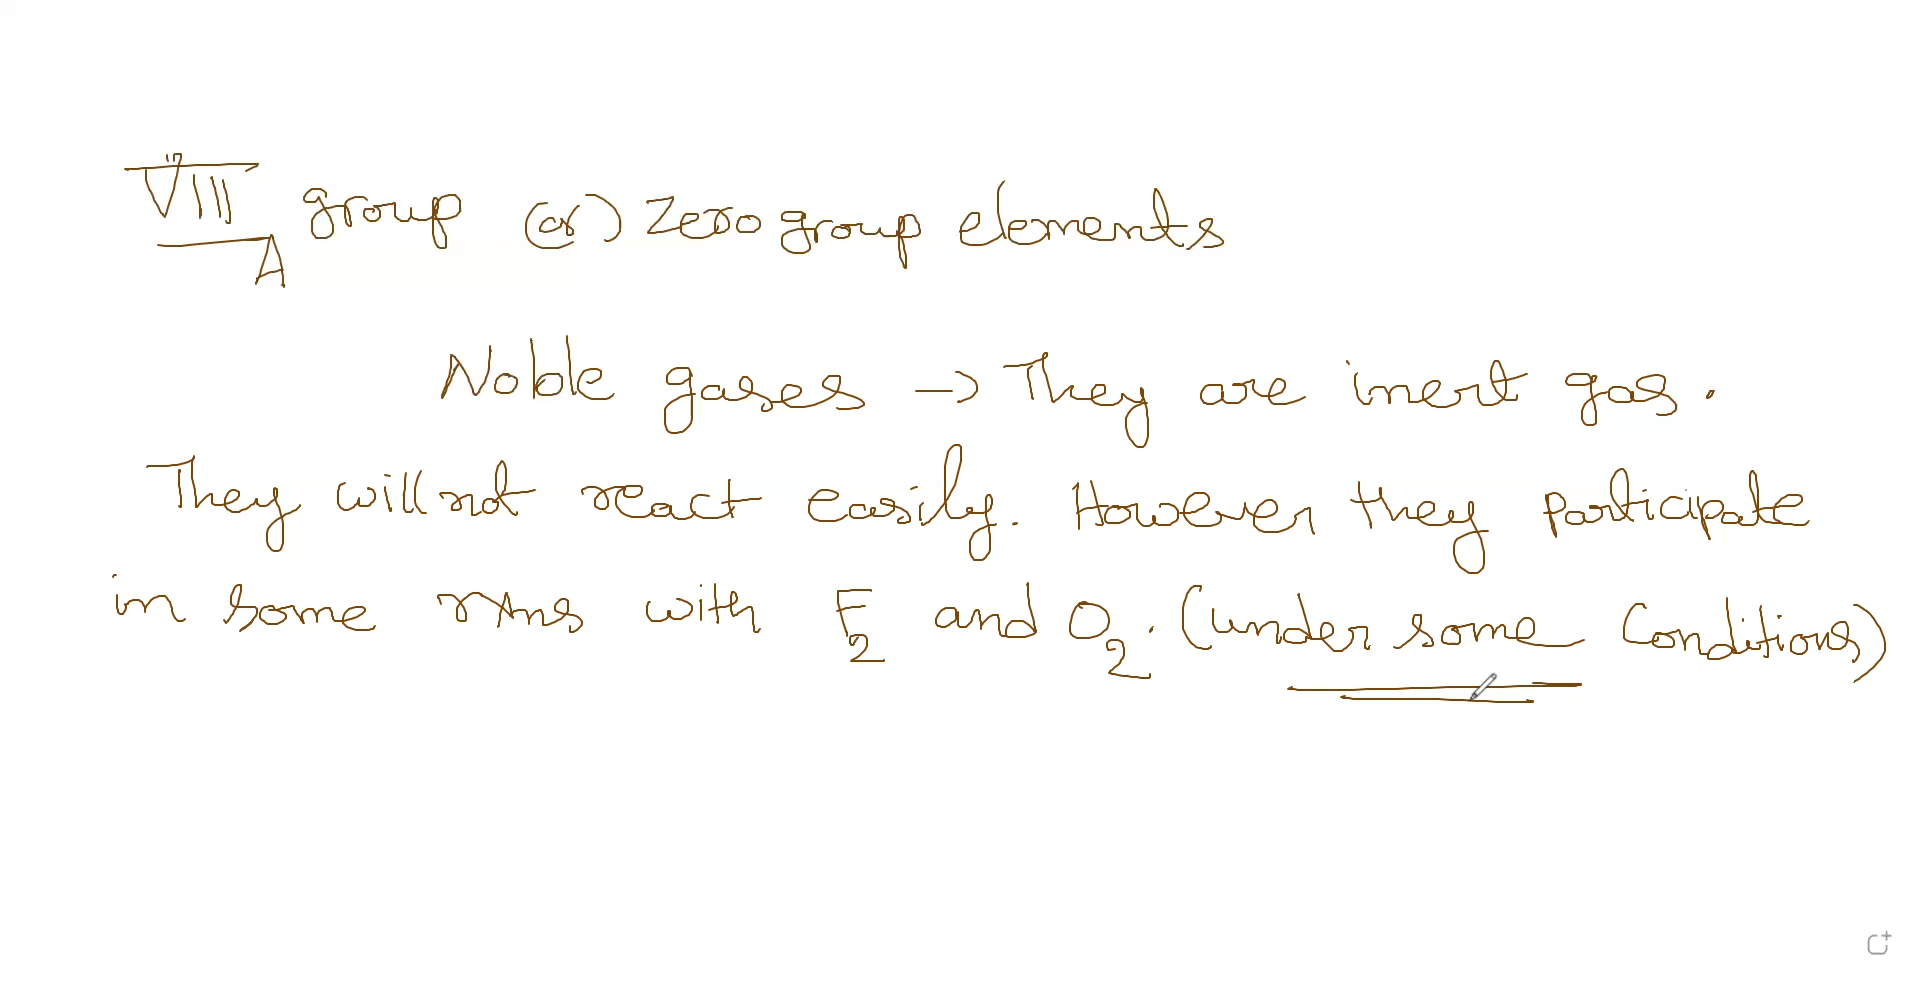 VIII A group (or) Zero group elements
Noble gases → They are inert gas.
They will not react easily. However they participate
in some rxns with F2 and O2. (under some Conditions)